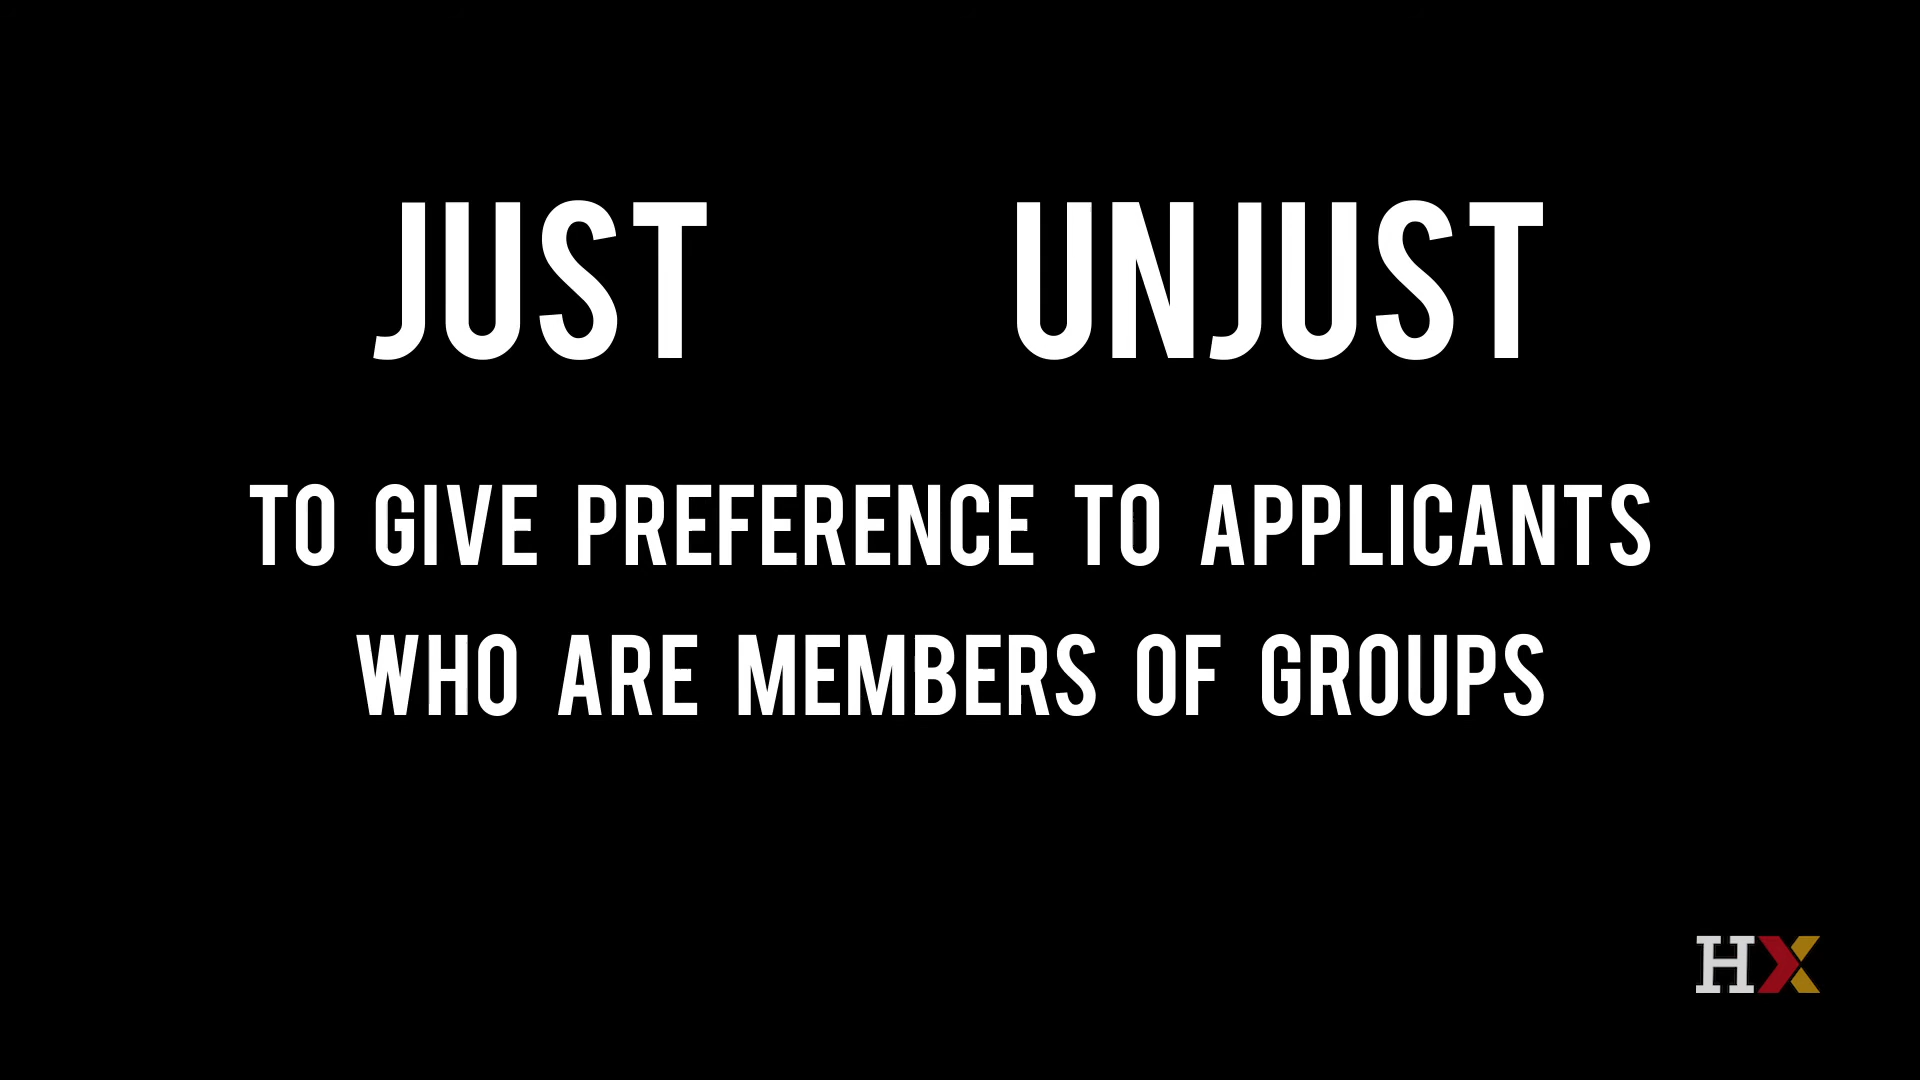 JUST UNJUST
TO GIVE PREFERENCE TO APPLICANTS
WHO ARE MEMBERS OF GROUPS
HX